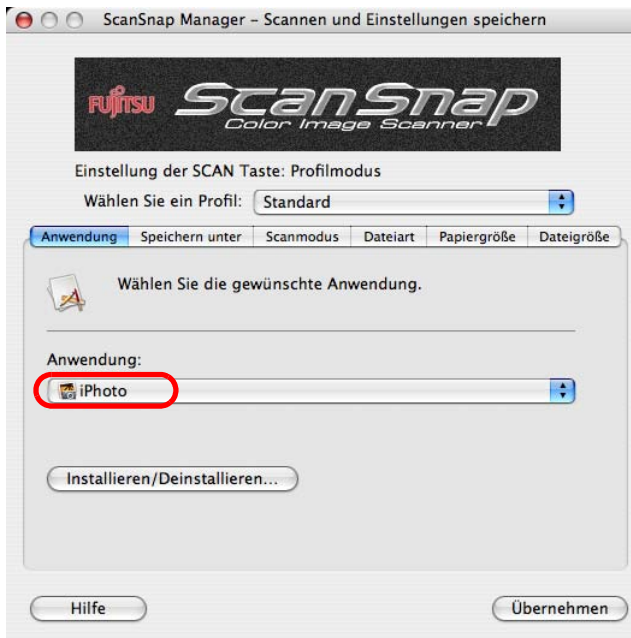 ScanSnap Manager – Scannen und Einstellungen speichern
FUJITSU ScanSnap
Color Image Scanner
Einstellung der SCAN Taste: Profilmodus
Wählen Sie ein Profil: Standard
Anwendung Speichern unter Scanmodus Dateiart Papiergröße Dateigröße
Wählen Sie die gewünschte Anwendung.
Anwendung:
iPhoto
Installieren/Deinstallieren...
Hilfe Übernehmen